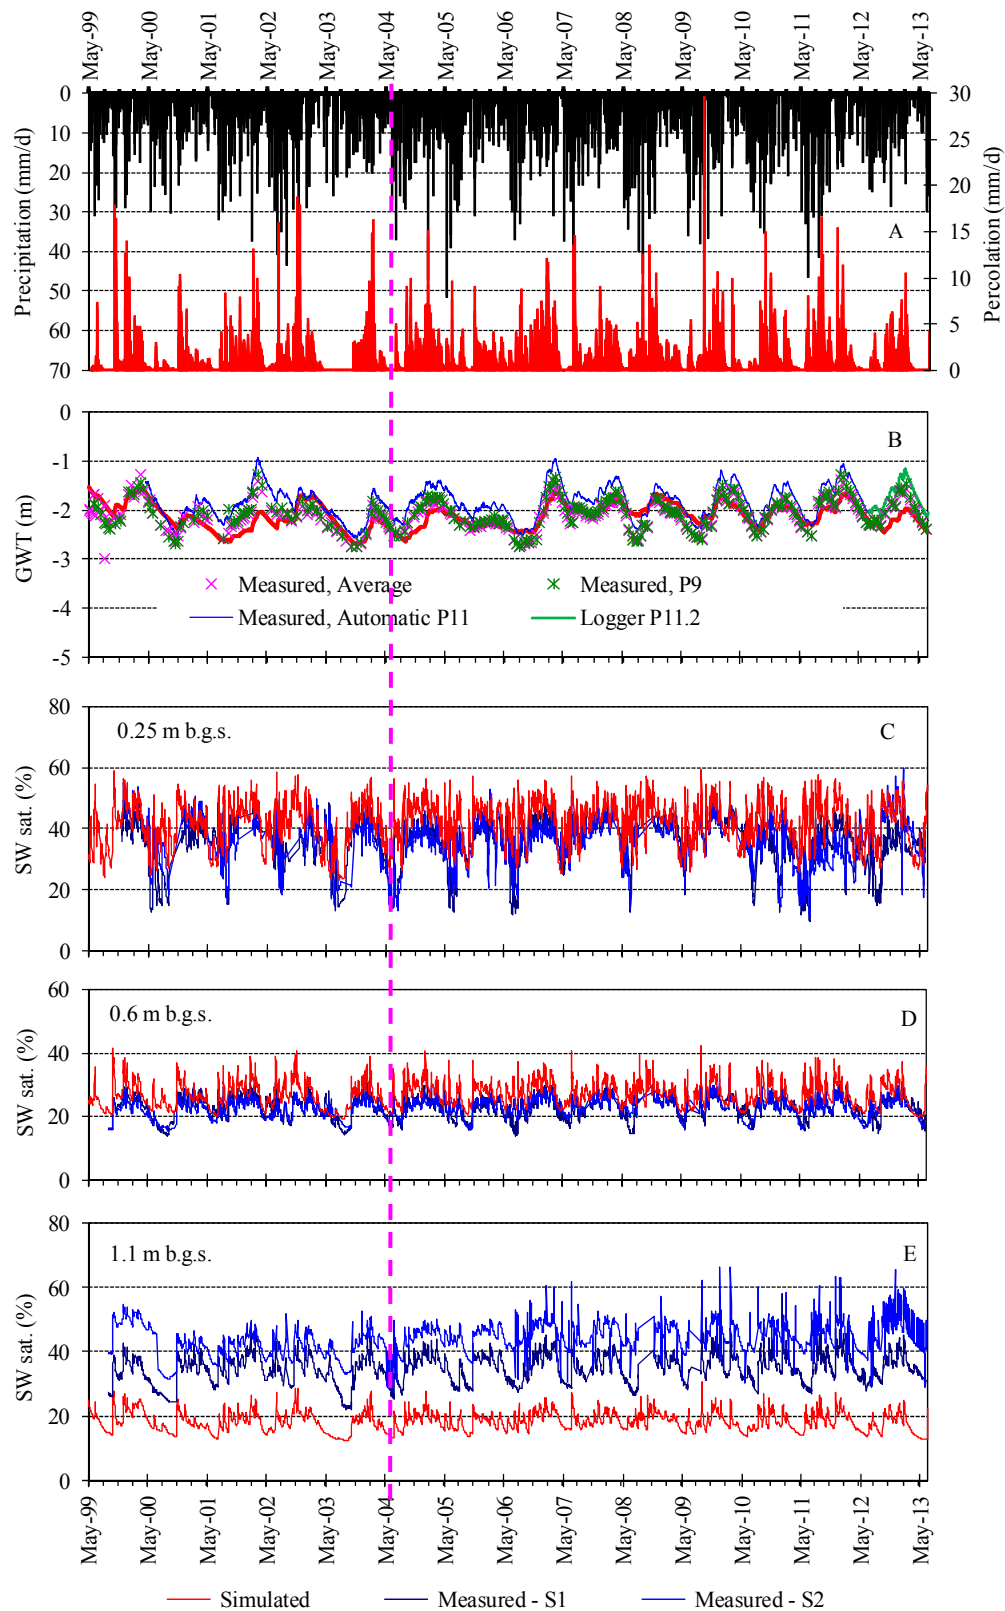 May-99 May-00 May-01 May-02 May-03 May-04 May-05 May-06 May-07 May-08 May-09 May-10 May-11 May-12 May-13
Precipitation (mm/d)
0
10
20
30
40
50
60
70
A
30
25
20
15
10
5
0
Percolation (mm/d)
GWT (m)
0
-1
-2
-3
-4
-5
B
Measured, Average Measured, P9
Measured, Automatic P11 Logger P11.2
SW sat. (%)
80
60
40
20
0
0.25 m b.g.s. C
SW sat. (%)
60
40
20
0
0.6 m b.g.s. D
SW sat. (%)
80
60
40
20
0
1.1 m b.g.s. E
May-99 May-00 May-01 May-02 May-03 May-04 May-05 May-06 May-07 May-08 May-09 May-10 May-11 May-12 May-13
Simulated Measured - S1 Measured - S2